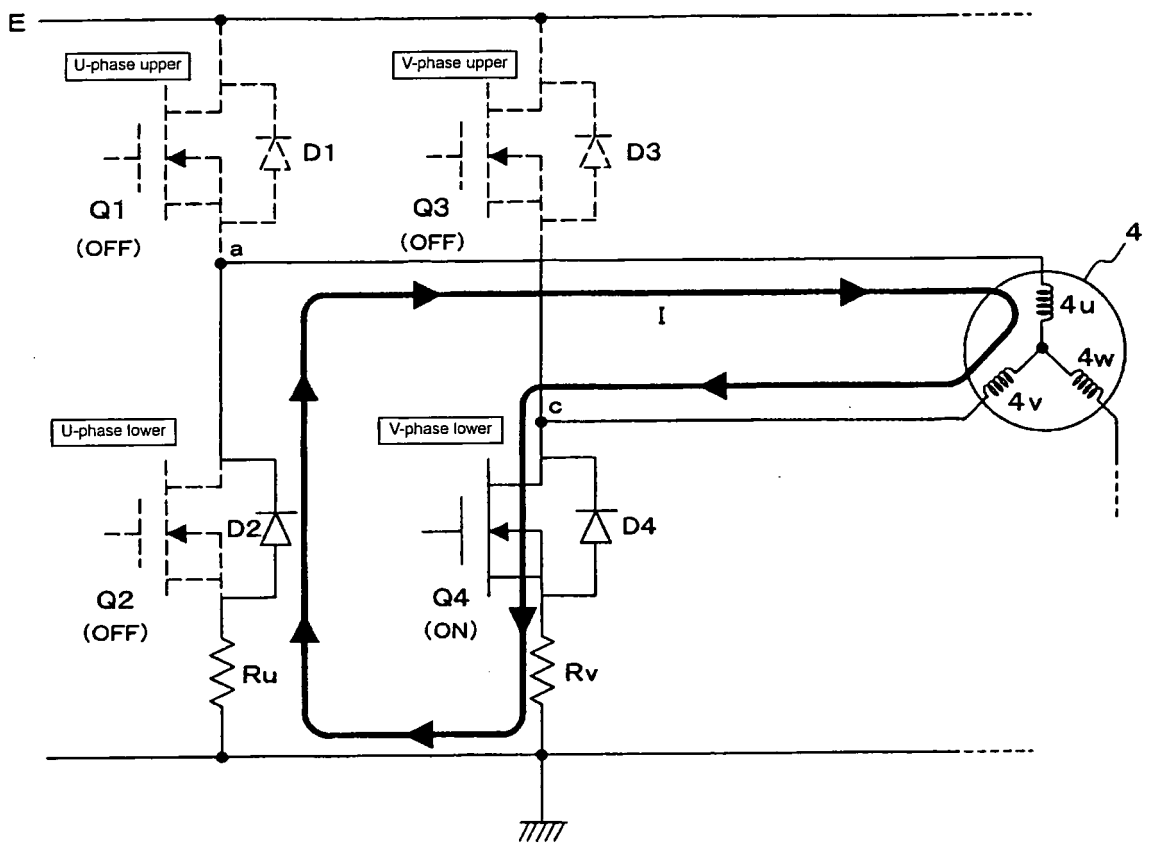 E
U-phase upper
V-phase upper
D1
D3
Q1
(OFF)
Q3
(OFF)
a
4
I
4u
4w
4v
c
U-phase lower
V-phase lower
D2
D4
Q2
(OFF)
Q4
(ON)
Ru
Rv